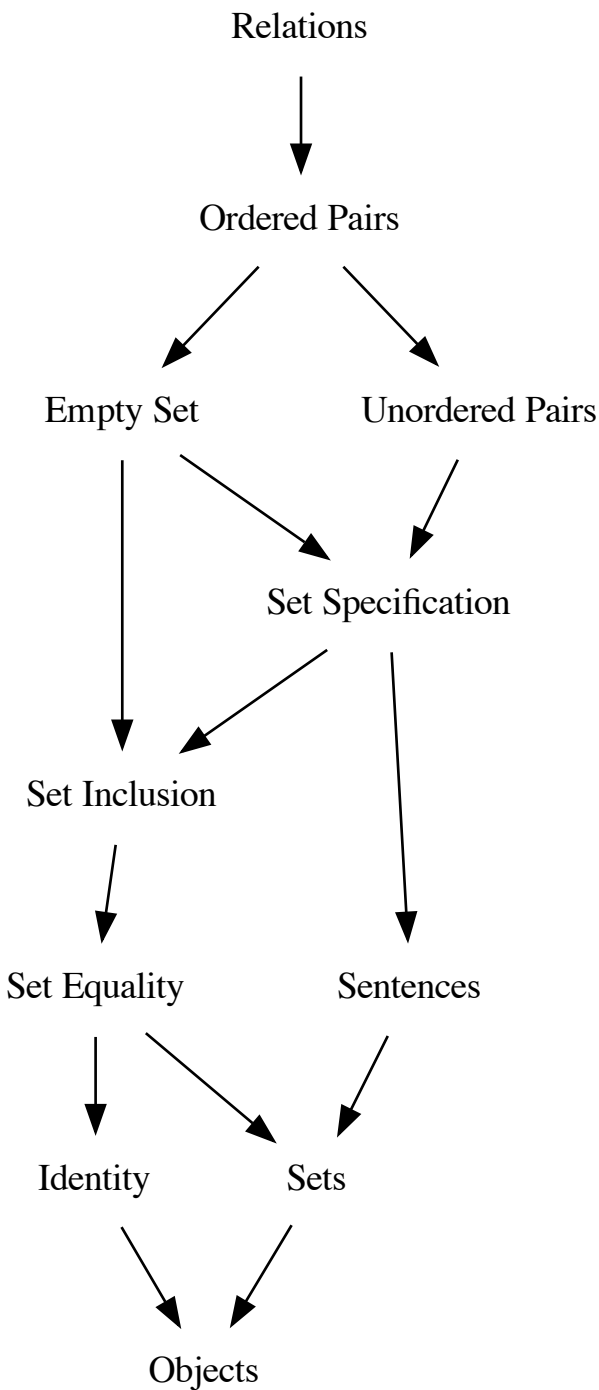 Relations
Ordered Pairs
Empty Set
Unordered Pairs
Set Specification
Set Inclusion
Set Equality
Sentences
Identity
Sets
Objects